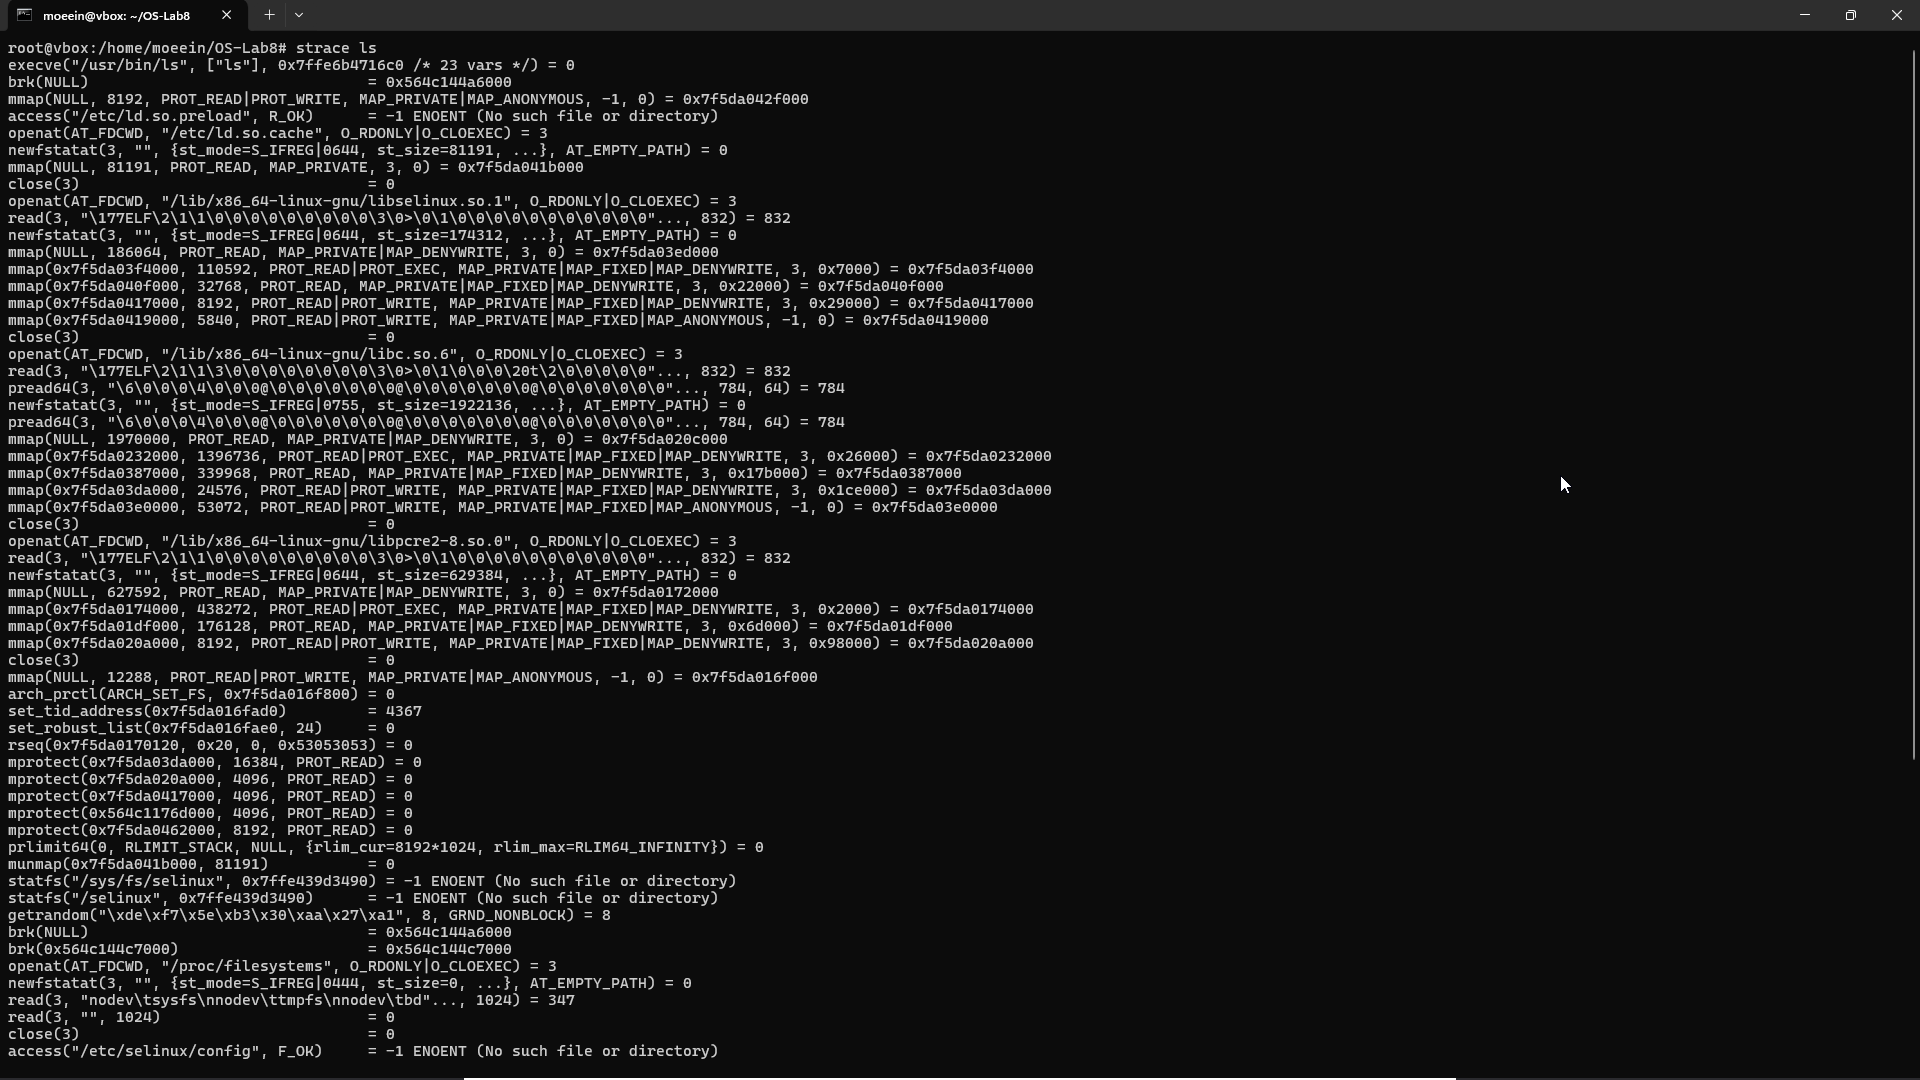 moeein@vbox: ~/OS-Lab8
root@vbox:/home/moeein/OS-Lab8# strace ls
execve("/usr/bin/ls", ["ls"], 0x7ffe6b4716c0 /* 23 vars */) = 0
brk(NULL)                               = 0x564c144a6000
mmap(NULL, 8192, PROT_READ|PROT_WRITE, MAP_PRIVATE|MAP_ANONYMOUS, -1, 0) = 0x7f5da042f000
access("/etc/ld.so.preload", R_OK)      = -1 ENOENT (No such file or directory)
openat(AT_FDCWD, "/etc/ld.so.cache", O_RDONLY|O_CLOEXEC) = 3
newfstatat(3, "", {st_mode=S_IFREG|0644, st_size=81191, ...}, AT_EMPTY_PATH) = 0
mmap(NULL, 81191, PROT_READ, MAP_PRIVATE, 3, 0) = 0x7f5da041b000
close(3)                                = 0
openat(AT_FDCWD, "/lib/x86_64-linux-gnu/libselinux.so.1", O_RDONLY|O_CLOEXEC) = 3
read(3, "\177ELF\2\1\1\0\0\0\0\0\0\0\0\0\3\0>\0\1\0\0\0\0\0\0\0\0\0\0\0"..., 832) = 832
newfstatat(3, "", {st_mode=S_IFREG|0644, st_size=174312, ...}, AT_EMPTY_PATH) = 0
mmap(NULL, 186064, PROT_READ, MAP_PRIVATE|MAP_DENYWRITE, 3, 0) = 0x7f5da03ed000
mmap(0x7f5da03f4000, 110592, PROT_READ|PROT_EXEC, MAP_PRIVATE|MAP_FIXED|MAP_DENYWRITE, 3, 0x7000) = 0x7f5da03f4000
mmap(0x7f5da040f000, 32768, PROT_READ, MAP_PRIVATE|MAP_FIXED|MAP_DENYWRITE, 3, 0x22000) = 0x7f5da040f000
mmap(0x7f5da0417000, 8192, PROT_READ|PROT_WRITE, MAP_PRIVATE|MAP_FIXED|MAP_DENYWRITE, 3, 0x29000) = 0x7f5da0417000
mmap(0x7f5da0419000, 5840, PROT_READ|PROT_WRITE, MAP_PRIVATE|MAP_FIXED|MAP_ANONYMOUS, -1, 0) = 0x7f5da0419000
close(3)                                = 0
openat(AT_FDCWD, "/lib/x86_64-linux-gnu/libc.so.6", O_RDONLY|O_CLOEXEC) = 3
read(3, "\177ELF\2\1\1\3\0\0\0\0\0\0\0\0\3\0>\0\1\0\0\0\20t\2\0\0\0\0\0"..., 832) = 832
pread64(3, "\6\0\0\0\4\0\0\0@\0\0\0\0\0\0\0@\0\0\0\0\0\0\0@\0\0\0\0\0\0\0"..., 784, 64) = 784
newfstatat(3, "", {st_mode=S_IFREG|0755, st_size=1922136, ...}, AT_EMPTY_PATH) = 0
pread64(3, "\6\0\0\0\4\0\0\0@\0\0\0\0\0\0\0@\0\0\0\0\0\0\0@\0\0\0\0\0\0\0"..., 784, 64) = 784
mmap(NULL, 1970000, PROT_READ, MAP_PRIVATE|MAP_DENYWRITE, 3, 0) = 0x7f5da020c000
mmap(0x7f5da0232000, 1396736, PROT_READ|PROT_EXEC, MAP_PRIVATE|MAP_FIXED|MAP_DENYWRITE, 3, 0x26000) = 0x7f5da0232000
mmap(0x7f5da0387000, 339968, PROT_READ, MAP_PRIVATE|MAP_FIXED|MAP_DENYWRITE, 3, 0x17b000) = 0x7f5da0387000
mmap(0x7f5da03da000, 24576, PROT_READ|PROT_WRITE, MAP_PRIVATE|MAP_FIXED|MAP_DENYWRITE, 3, 0x1ce000) = 0x7f5da03da000
mmap(0x7f5da03e0000, 53072, PROT_READ|PROT_WRITE, MAP_PRIVATE|MAP_FIXED|MAP_ANONYMOUS, -1, 0) = 0x7f5da03e0000
close(3)                                = 0
openat(AT_FDCWD, "/lib/x86_64-linux-gnu/libpcre2-8.so.0", O_RDONLY|O_CLOEXEC) = 3
read(3, "\177ELF\2\1\1\0\0\0\0\0\0\0\0\0\3\0>\0\1\0\0\0\0\0\0\0\0\0\0\0"..., 832) = 832
newfstatat(3, "", {st_mode=S_IFREG|0644, st_size=629384, ...}, AT_EMPTY_PATH) = 0
mmap(NULL, 627592, PROT_READ, MAP_PRIVATE|MAP_DENYWRITE, 3, 0) = 0x7f5da0172000
mmap(0x7f5da0174000, 438272, PROT_READ|PROT_EXEC, MAP_PRIVATE|MAP_FIXED|MAP_DENYWRITE, 3, 0x2000) = 0x7f5da0174000
mmap(0x7f5da01df000, 176128, PROT_READ, MAP_PRIVATE|MAP_FIXED|MAP_DENYWRITE, 3, 0x6d000) = 0x7f5da01df000
mmap(0x7f5da020a000, 8192, PROT_READ|PROT_WRITE, MAP_PRIVATE|MAP_FIXED|MAP_DENYWRITE, 3, 0x98000) = 0x7f5da020a000
close(3)                                = 0
mmap(NULL, 12288, PROT_READ|PROT_WRITE, MAP_PRIVATE|MAP_ANONYMOUS, -1, 0) = 0x7f5da016f000
arch_prctl(ARCH_SET_FS, 0x7f5da016f800) = 0
set_tid_address(0x7f5da016fad0)         = 4367
set_robust_list(0x7f5da016fae0, 24)     = 0
rseq(0x7f5da0170120, 0x20, 0, 0x53053053) = 0
mprotect(0x7f5da03da000, 16384, PROT_READ) = 0
mprotect(0x7f5da020a000, 4096, PROT_READ) = 0
mprotect(0x7f5da0417000, 4096, PROT_READ) = 0
mprotect(0x564c1176d000, 4096, PROT_READ) = 0
mprotect(0x7f5da0462000, 8192, PROT_READ) = 0
prlimit64(0, RLIMIT_STACK, NULL, {rlim_cur=8192*1024, rlim_max=RLIM64_INFINITY}) = 0
munmap(0x7f5da041b000, 81191)           = 0
statfs("/sys/fs/selinux", 0x7ffe439d3490) = -1 ENOENT (No such file or directory)
statfs("/selinux", 0x7ffe439d3490)      = -1 ENOENT (No such file or directory)
getrandom("\xde\xf7\x5e\xb3\x30\xaa\x27\xa1", 8, GRND_NONBLOCK) = 8
brk(NULL)                               = 0x564c144a6000
brk(0x564c144c7000)                     = 0x564c144c7000
openat(AT_FDCWD, "/proc/filesystems", O_RDONLY|O_CLOEXEC) = 3
newfstatat(3, "", {st_mode=S_IFREG|0444, st_size=0, ...}, AT_EMPTY_PATH) = 0
read(3, "nodev\tsysfs\nnodev\ttmpfs\nnodev\tbd"..., 1024) = 347
read(3, "", 1024)                       = 0
close(3)                                = 0
access("/etc/selinux/config", F_OK)     = -1 ENOENT (No such file or directory)